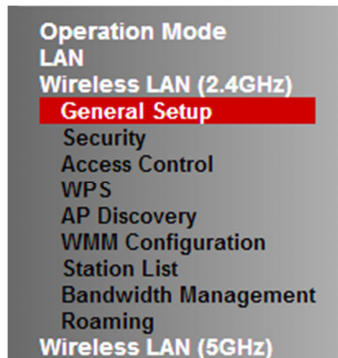 Operation Mode
LAN
Wireless LAN (2.4GHz)
General Setup
Security
Access Control
WPS
AP Discovery
WMM Configuration
Station List
Bandwidth Management
Roaming
Wireless LAN (5GHz)